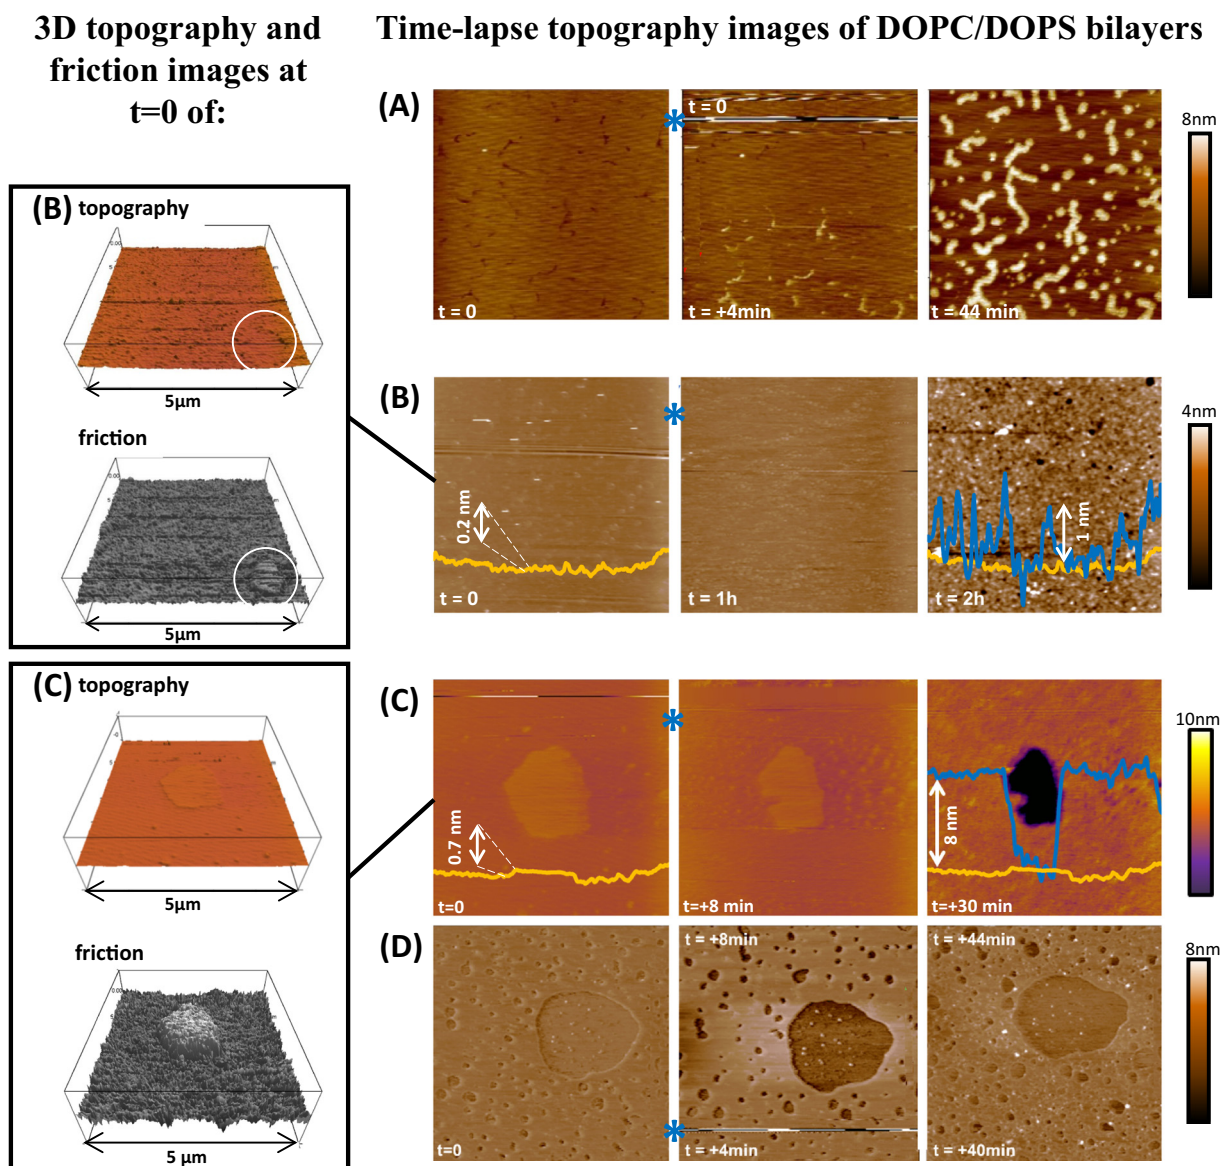 3D topography and
friction images at
t=0 of:
Time-lapse topography images of DOPC/DOPS bilayers
(B) topography
5μm
friction
5μm
(C) topography
5μm
friction
5 μm
(A)
*
t = 0
t = 0
t = +4min
t = 44 min
8nm
(B)
*
0.2 nm
1 nm
t = 0
t = 1h
t = 2h
4nm
(C)
*
0.7 nm
8 nm
t=0
t=+8 min
t=+30 min
10nm
(D)
t = +8min
t = +44min
*
t=0
t = +4min
t = +40min
8nm